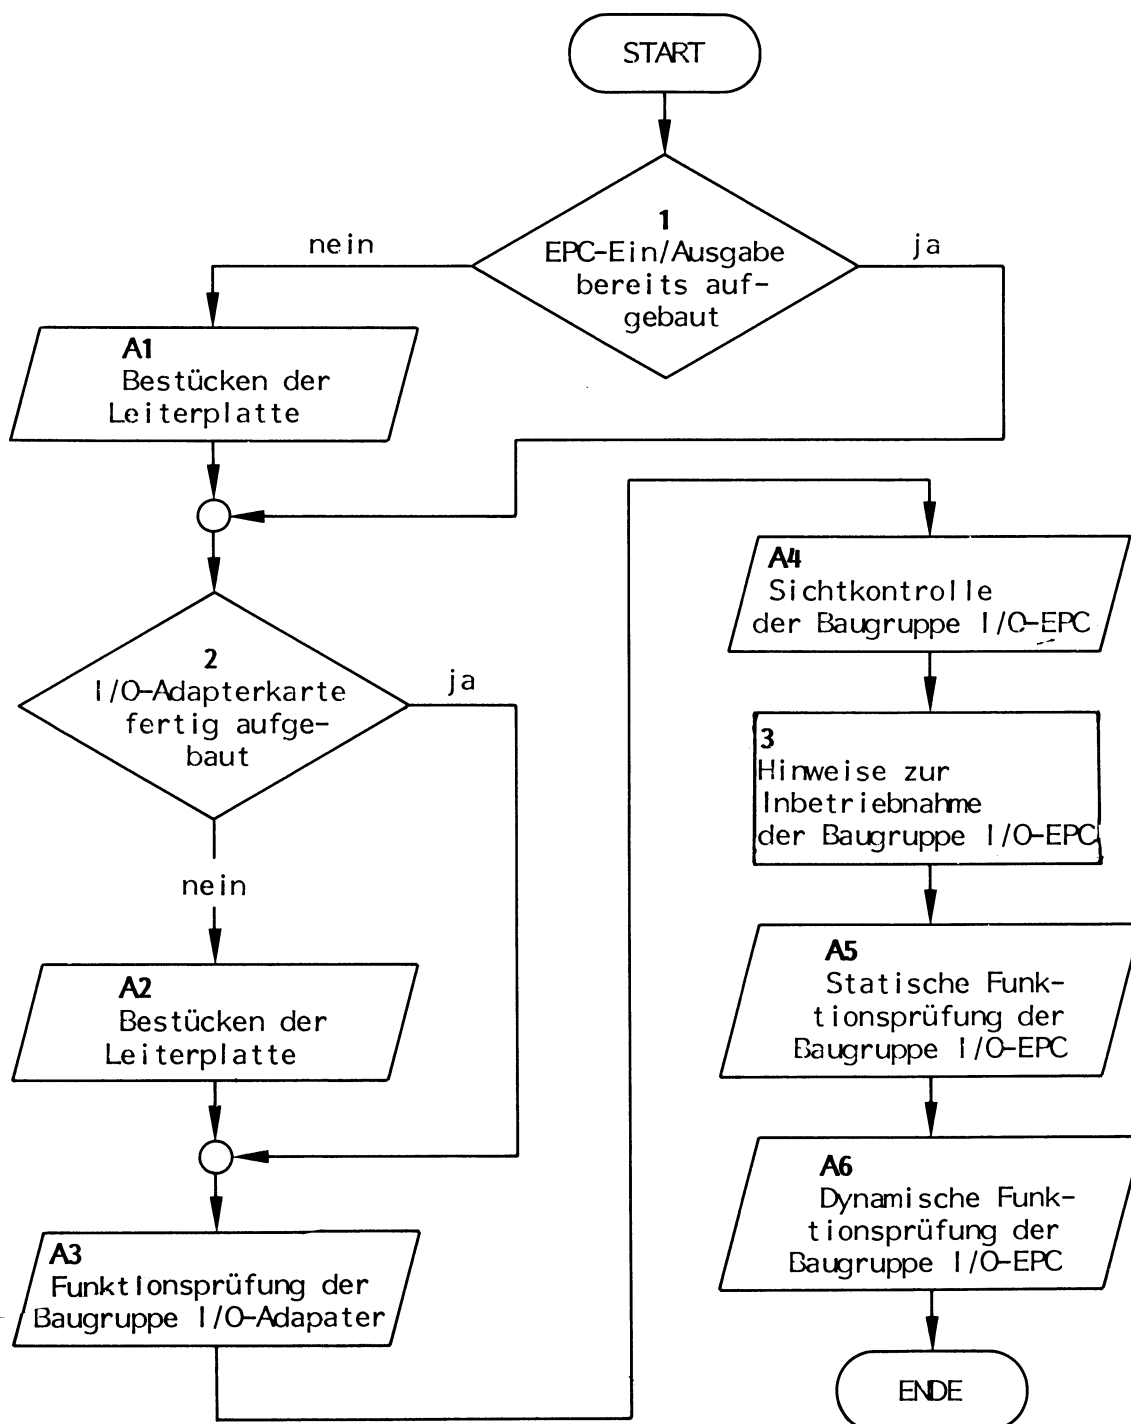 START
1
EPC-Ein/Ausgabe
bereits auf-
gebaut
nein
ja
A1
Bestücken der
Leiterplatte
2
I/O-Adapterkarte
fertig aufge-
baut
ja
nein
A2
Bestücken der
Leiterplatte
A3
Funktionsprüfung der
Baugruppe I/O-Adapater
A4
Sichtkontrolle
der Baugruppe I/O-EPC
3
Hinweise zur
Inbetriebnahme
der Baugruppe I/O-EPC
A5
Statische Funk-
tionsprüfung der
Baugruppe I/O-EPC
A6
Dynamische Funk-
tionsprüfung der
Baugruppe I/O-EPC
ENDE